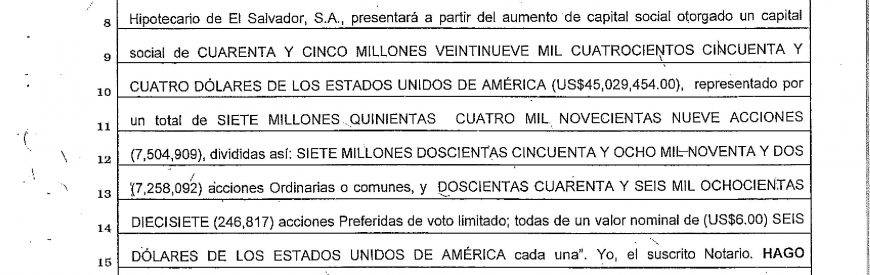 8 Hipotecario de El Salvador, S.A., presentará a partir del aumento de capital social otorgado un capital
9 social de CUARENTA Y CINCO MILLONES VEINTINUEVE MIL CUATROCIENTOS CINCUENTA Y
10 CUATRO DÓLARES DE LOS ESTADOS UNIDOS DE AMÉRICA (US$45,029,454.00), representado por
11 un total de SIETE MILLONES QUINIENTAS CUATRO MIL NOVECIENTAS NUEVE ACCIONES
12 (7,504,909), divididas así: SIETE MILLONES DOSCIENTAS CINCUENTA Y OCHO MIL NOVENTA Y DOS
13 (7,258,092) acciones Ordinarias o comunes, y DOSCIENTAS CUARENTA Y SEIS MIL OCHOCIENTAS
14 DIECISIETE (246,817) acciones Preferidas de voto limitado; todas de un valor nominal de (US$6.00) SEIS
15 DÓLARES DE LOS ESTADOS UNIDOS DE AMÉRICA cada una". Yo, el suscrito Notario. HAGO